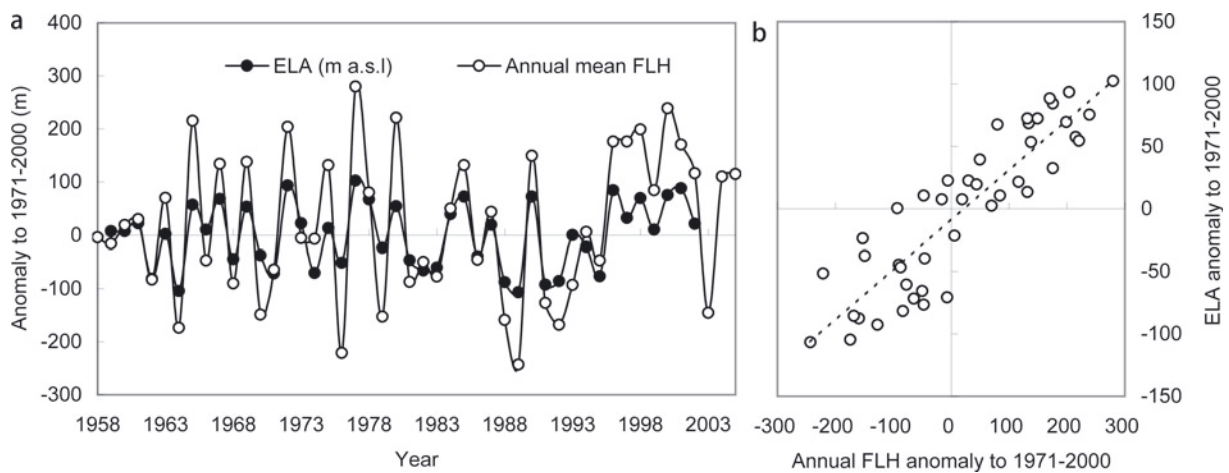 a
400
300
200
100
0
-100
-200
-300
Anomaly to 1971-2000 (m)
ELA (m a.s.l)
Annual mean FLH
1958 1963 1968 1973 1978 1983 1988 1993 1998 2003
Year
b
150
100
50
0
-50
-100
-150
ELA anomaly to 1971-2000
-300 -200 -100 0 100 200 300
Annual FLH anomaly to 1971-2000